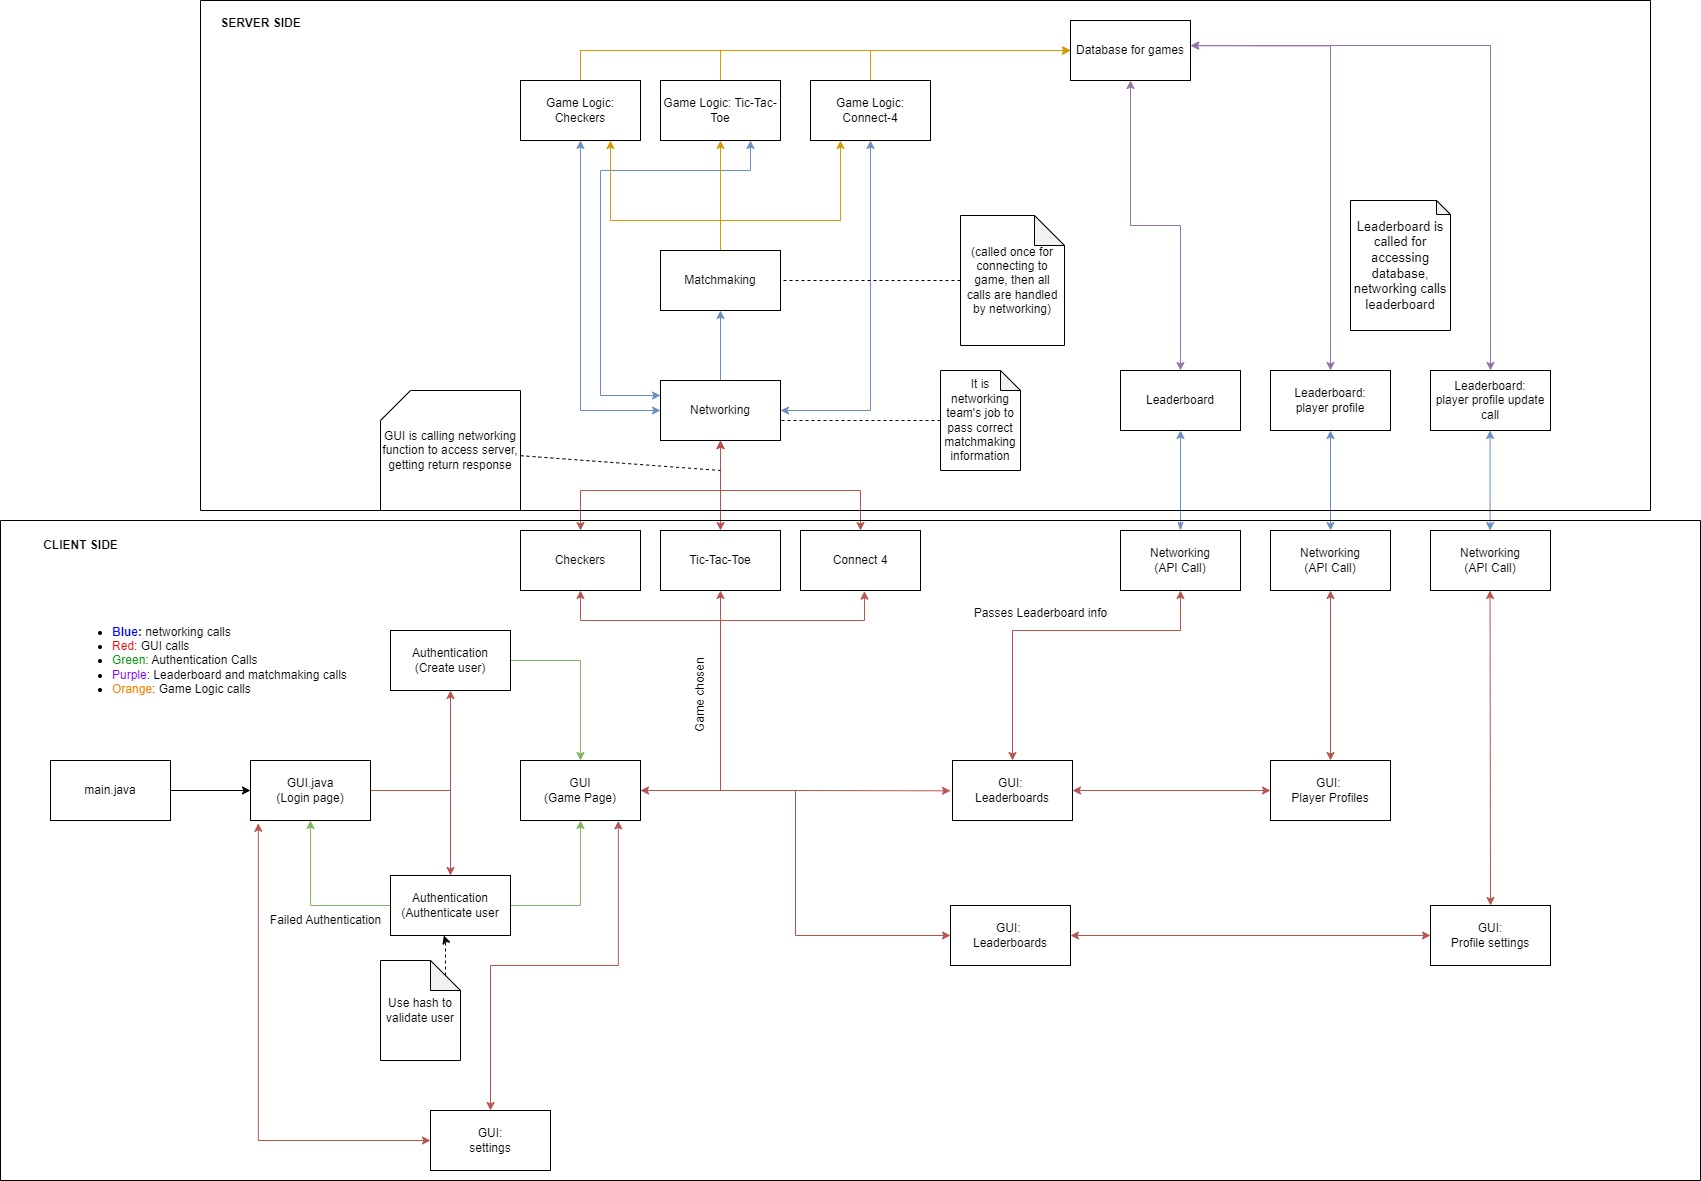 SERVER SIDE
Database for games
Game Logic:
Checkers
Game Logic: Tic-Tac-
Toe
Game Logic:
Connect-4
Matchmaking
(called once for
connecting to
game, then all
calls are handled
by networking)
Leaderboard is
called for
accessing
database,
networking calls
leaderboard
Networking
It is
networking
team's job to
pass correct
matchmaking
information
GUI is calling networking
function to access server,
getting return response
Leaderboard
Leaderboard:
player profile
Leaderboard:
player profile update
call
CLIENT SIDE
Checkers
Tic-Tac-Toe
Connect 4
Networking
(API Call)
Networking
(API Call)
Networking
(API Call)
Passes Leaderboard info
Blue: networking calls
Red: GUI calls
Green: Authentication Calls
Purple: Leaderboard and matchmaking calls
Orange: Game Logic calls
Authentication
(Create user)
Game chosen
main.java
GUI.java
(Login page)
GUI
(Game Page)
GUI:
Leaderboards
GUI:
Player Profiles
Failed Authentication
Authentication
(Authenticate user
GUI:
Leaderboards
GUI:
Profile settings
Use hash to
validate user
GUI:
settings